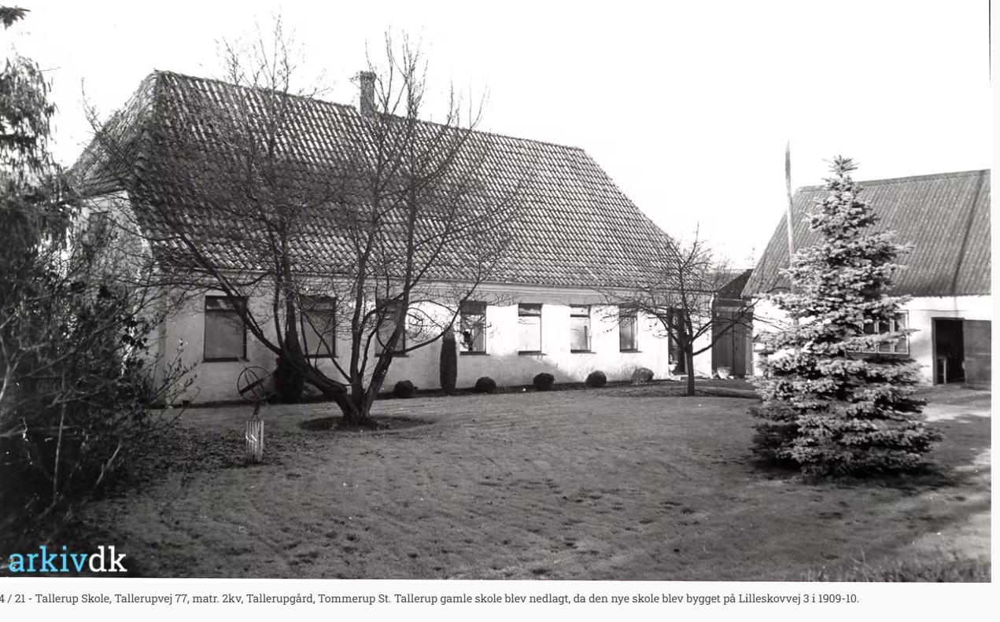 arkivdk
4 / 21 - Tallerup Skole, Tallerupvej 77, matr. 2kv, Tallerupgård, Tommerup St. Tallerup gamle skole blev nedlagt, da den nye skole blev bygget på Lilleskovvej 3 i 1909-10.